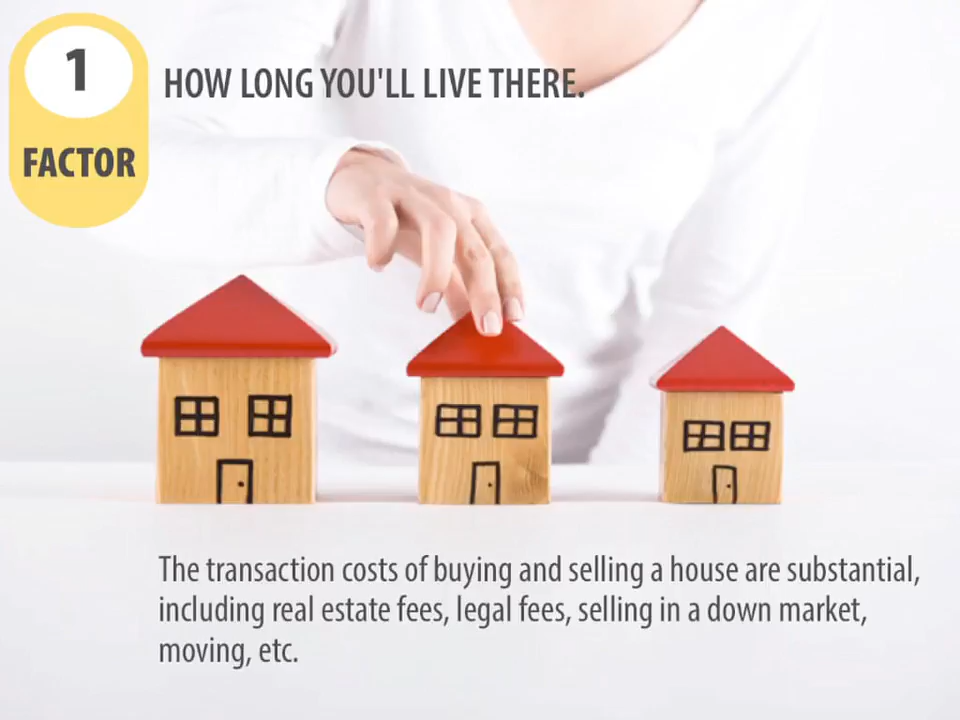 1
FACTOR
HOW LONG YOU'LL LIVE THERE.
The transaction costs of buying and selling a house are substantial,
including real estate fees, legal fees, selling in a down market,
moving, etc.